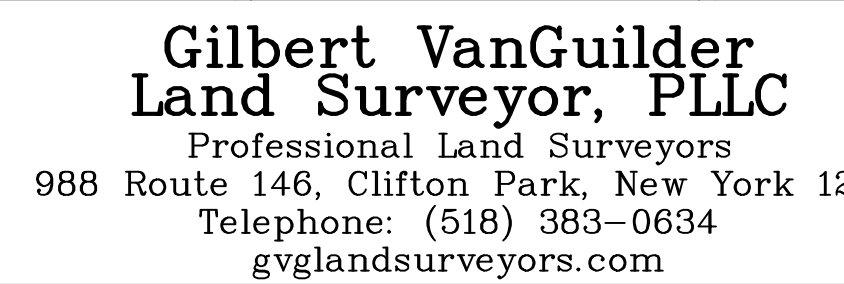 Gilbert VanGuilder
Land Surveyor, PLLC
Professional Land Surveyors
988 Route 146, Clifton Park, New York
Telephone: (518) 383-0634
gvglandsurveyors.com